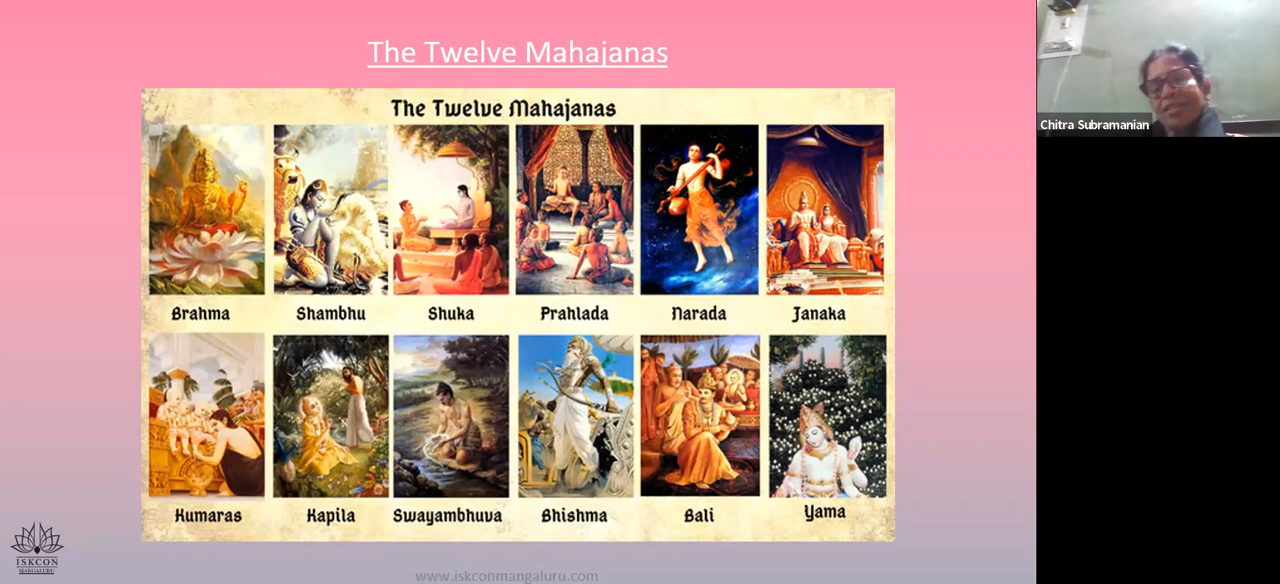 The Twelve Mahajanas
Chitra Subramanian
The Twelve Mahajanas
Brahma Shambhu Shuka Prahlada Narada Janaka
Kumaras Kapila Swayambhuva Bhishma Bali Yama
ISKCON
MANGALURU
www.iskconmangaluru.com